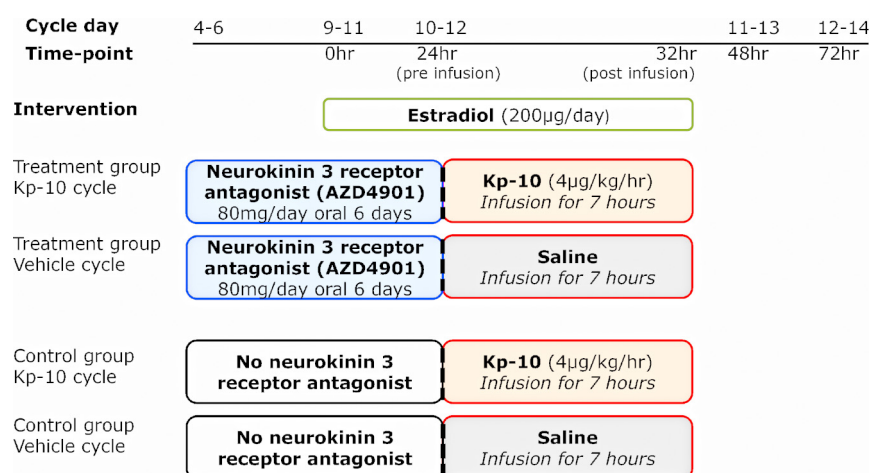 Cycle day 4-6 9-11 10-12 11-13 12-14
Time-point 0hr 24hr 32hr 48hr 72hr
(pre infusion) (post infusion)
Intervention
Estradiol (200µg/day)
Treatment group
Kp-10 cycle
Neurokinin 3 receptor
antagonist (AZD4901)
80mg/day oral 6 days
Kp-10 (4µg/kg/hr)
Infusion for 7 hours
Treatment group
Vehicle cycle
Neurokinin 3 receptor
antagonist (AZD4901)
80mg/day oral 6 days
Saline
Infusion for 7 hours
Control group
Kp-10 cycle
No neurokinin 3
receptor antagonist
Kp-10 (4µg/kg/hr)
Infusion for 7 hours
Control group
Vehicle cycle
No neurokinin 3
receptor antagonist
Saline
Infusion for 7 hours